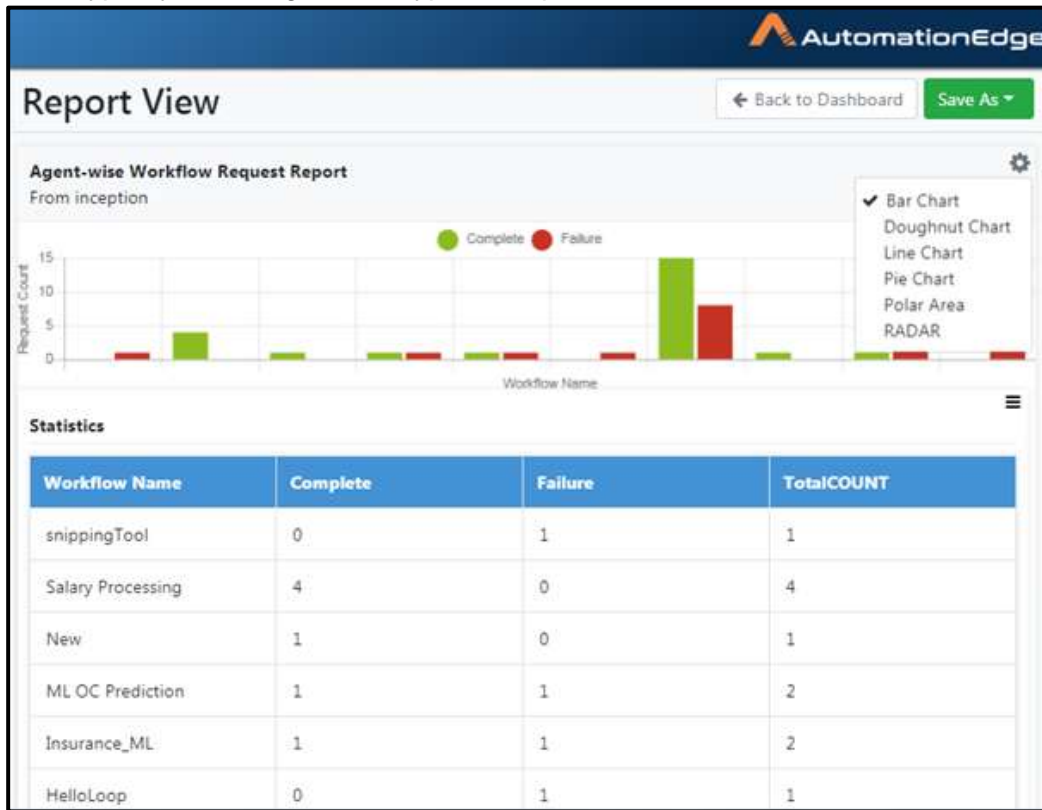 AutomationEdge
Report View
Back to Dashboard
Save As
Agent-wise Workflow Request Report
From inception
Bar Chart
Doughnut Chart
Line Chart
Pie Chart
Polar Area
RADAR
Complete Failure
Request Count
15
10
5
0
Workflow Name
Statistics
Workflow Name Complete Failure TotalCOUNT
snippingTool 0 1 1
Salary Processing 4 0 4
New 1 0 1
ML OC Prediction 1 1 2
Insurance_ML 1 1 2
HelloLoop 0 1 1